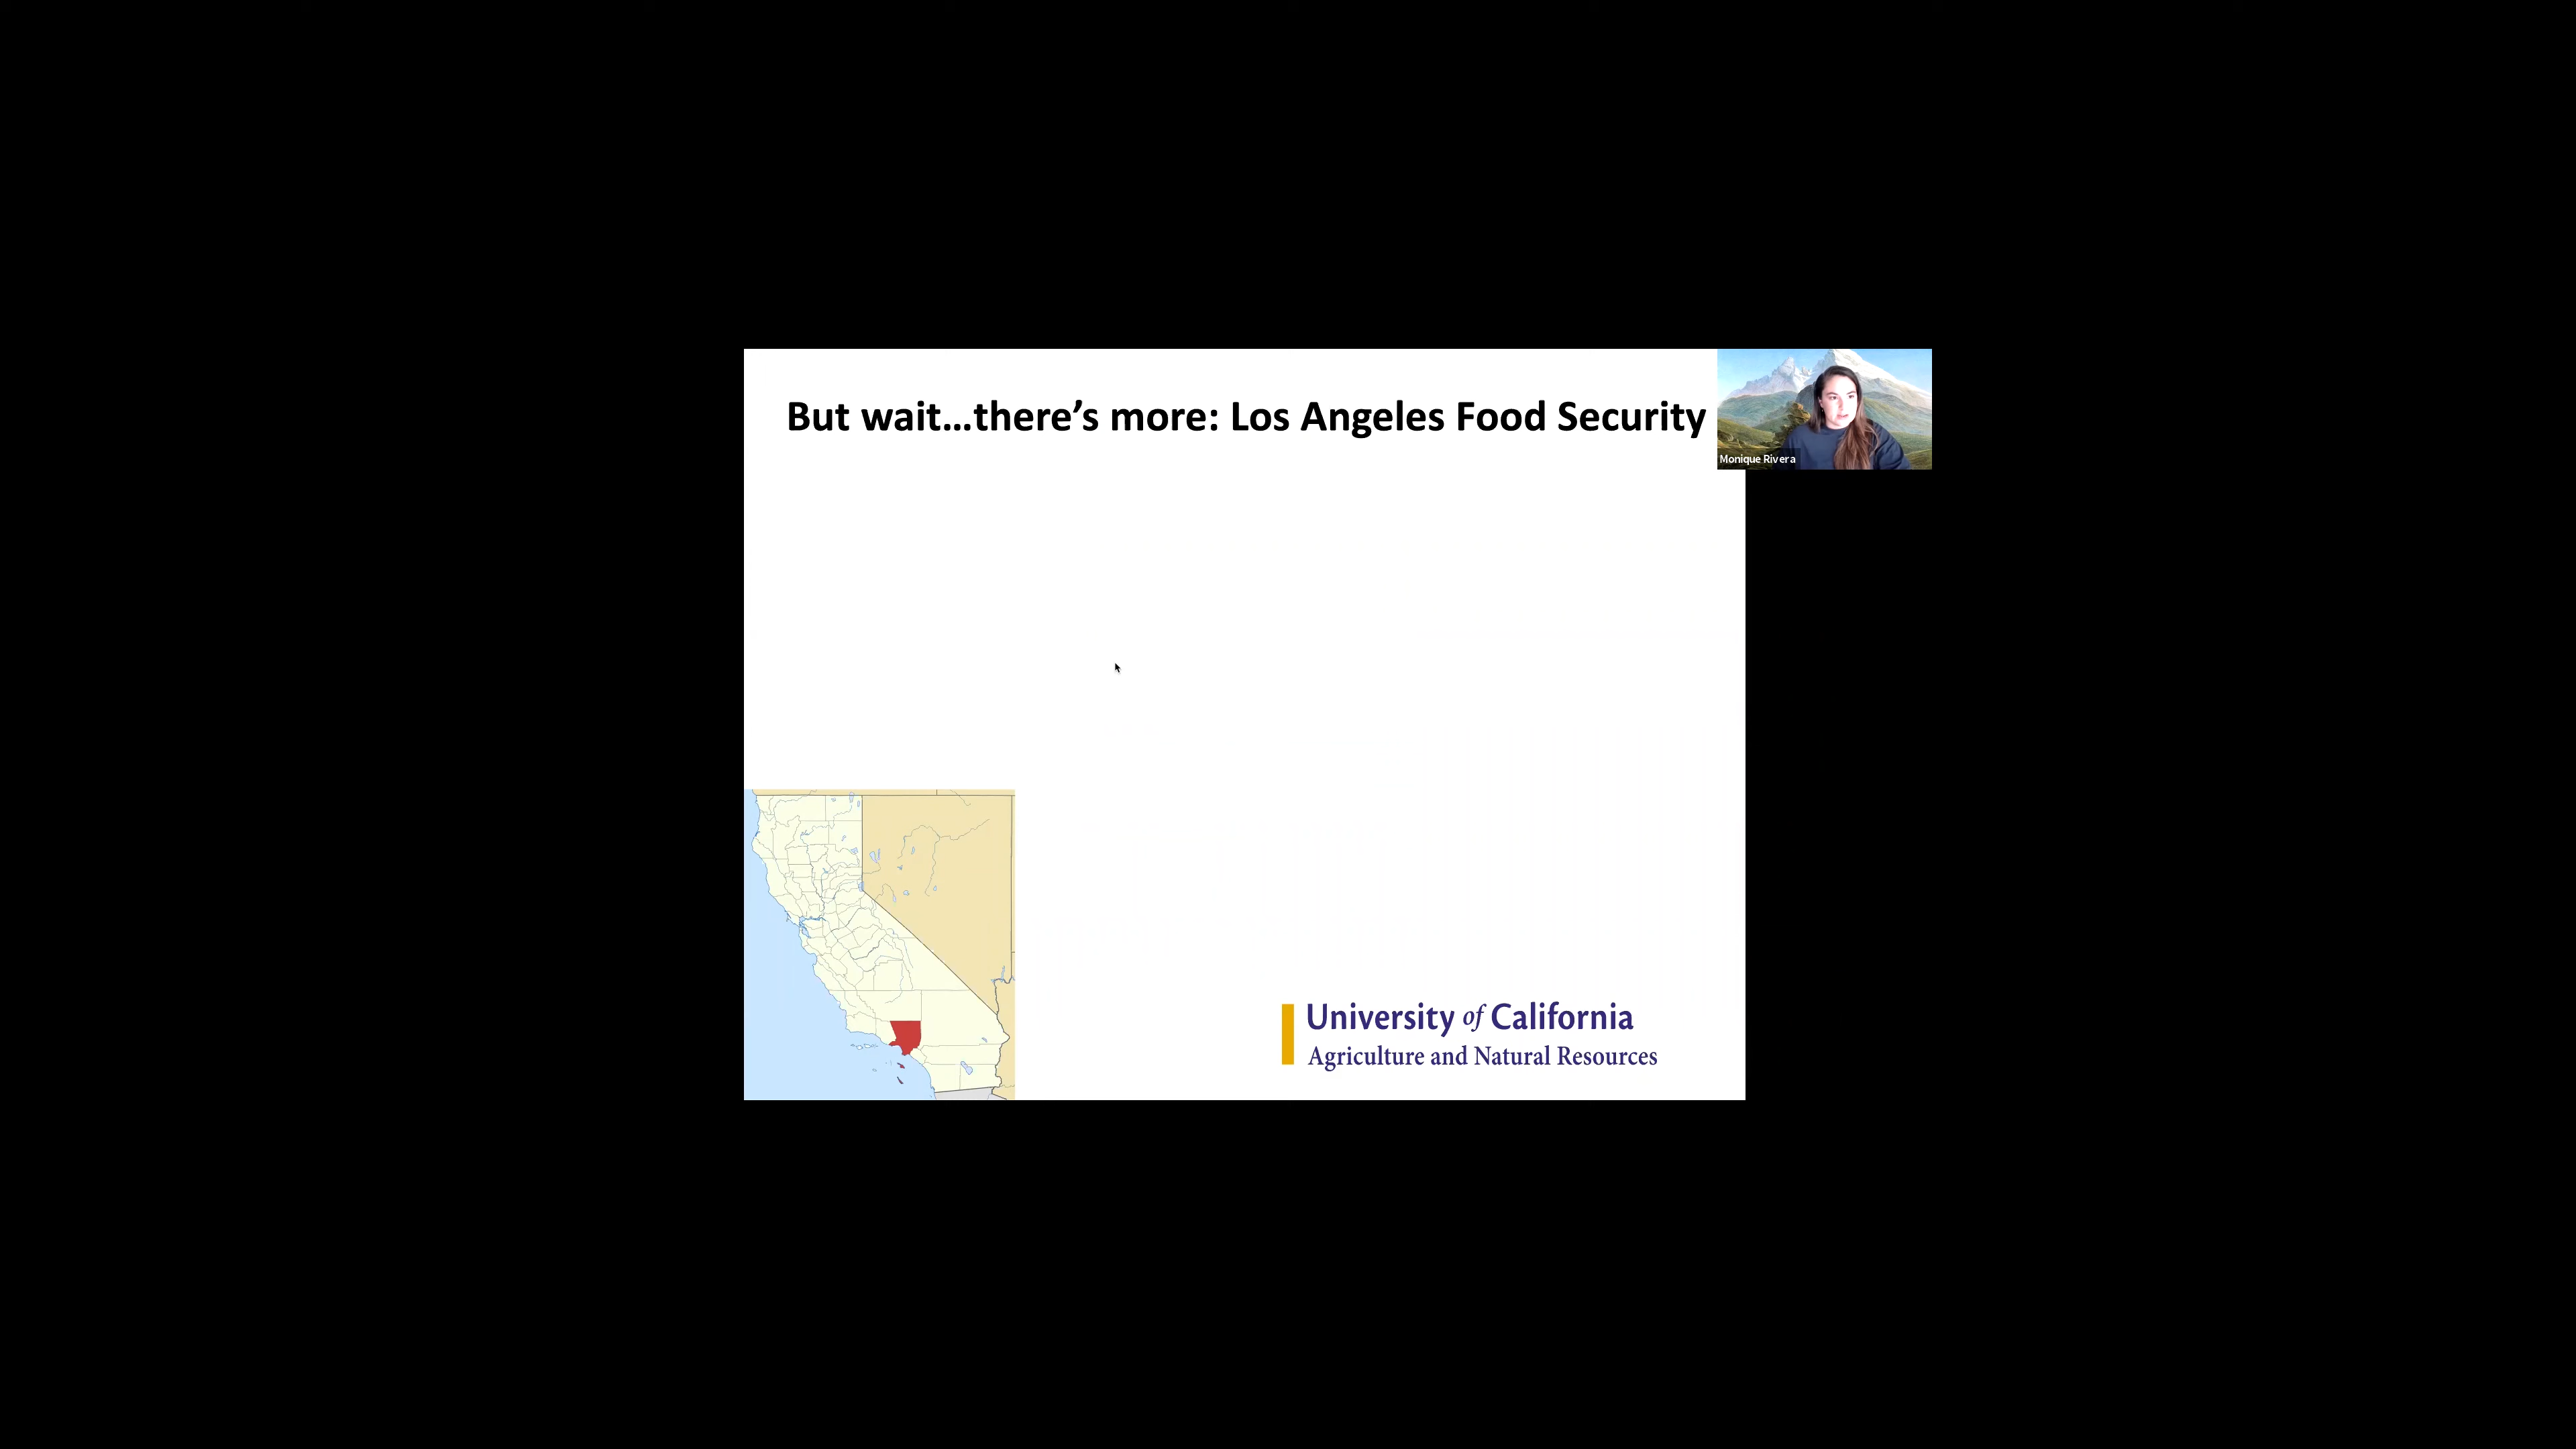 But wait…there’s more: Los Angeles Food Security
Monique Rivera
University of California
Agriculture and Natural Resources